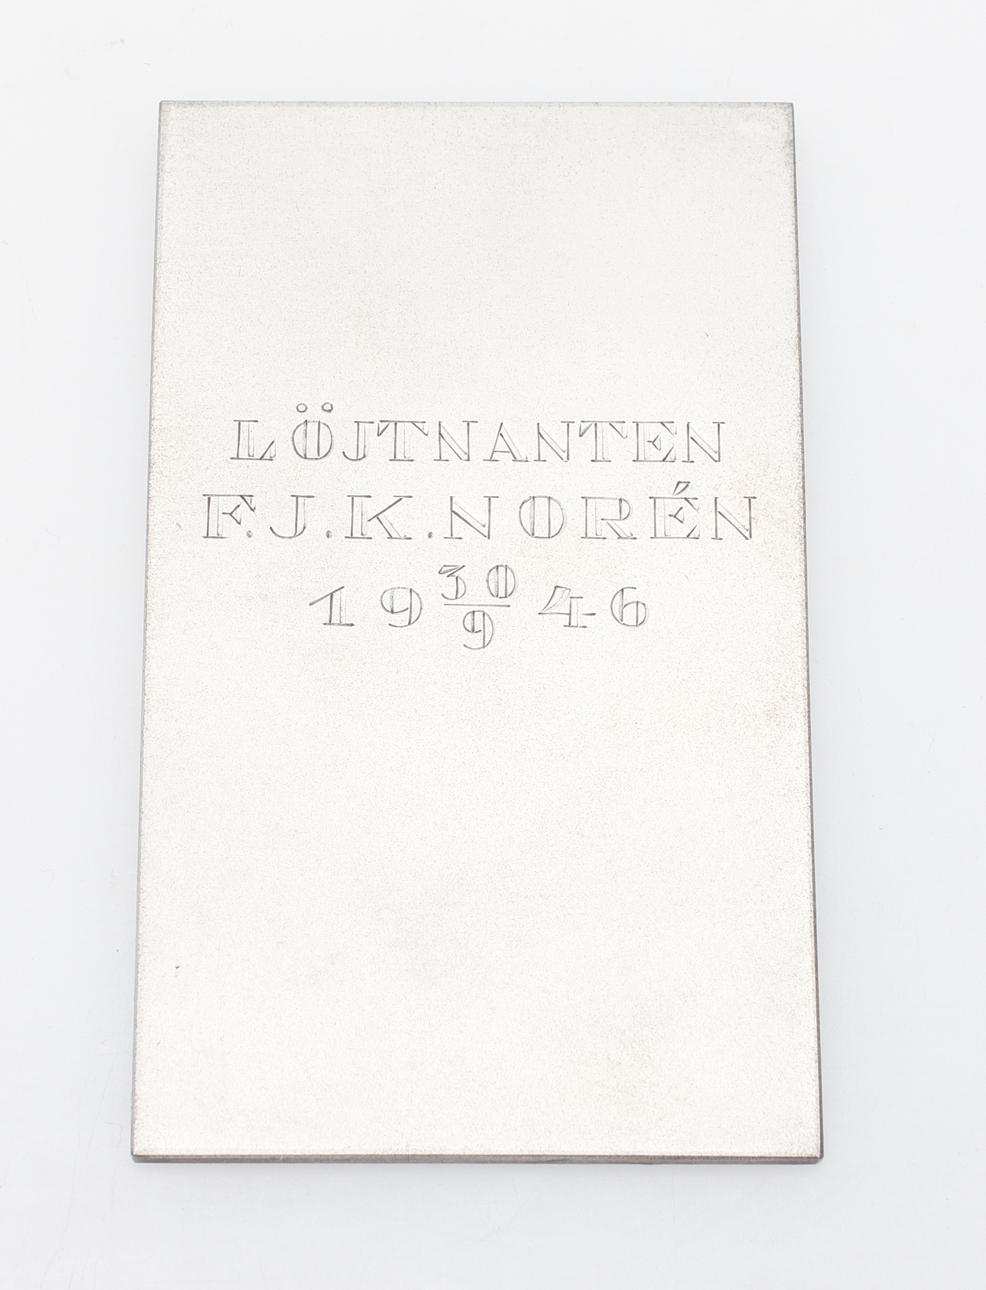 LÖJTNANTEN
F.J.K.NORÉN
19 30/9 46